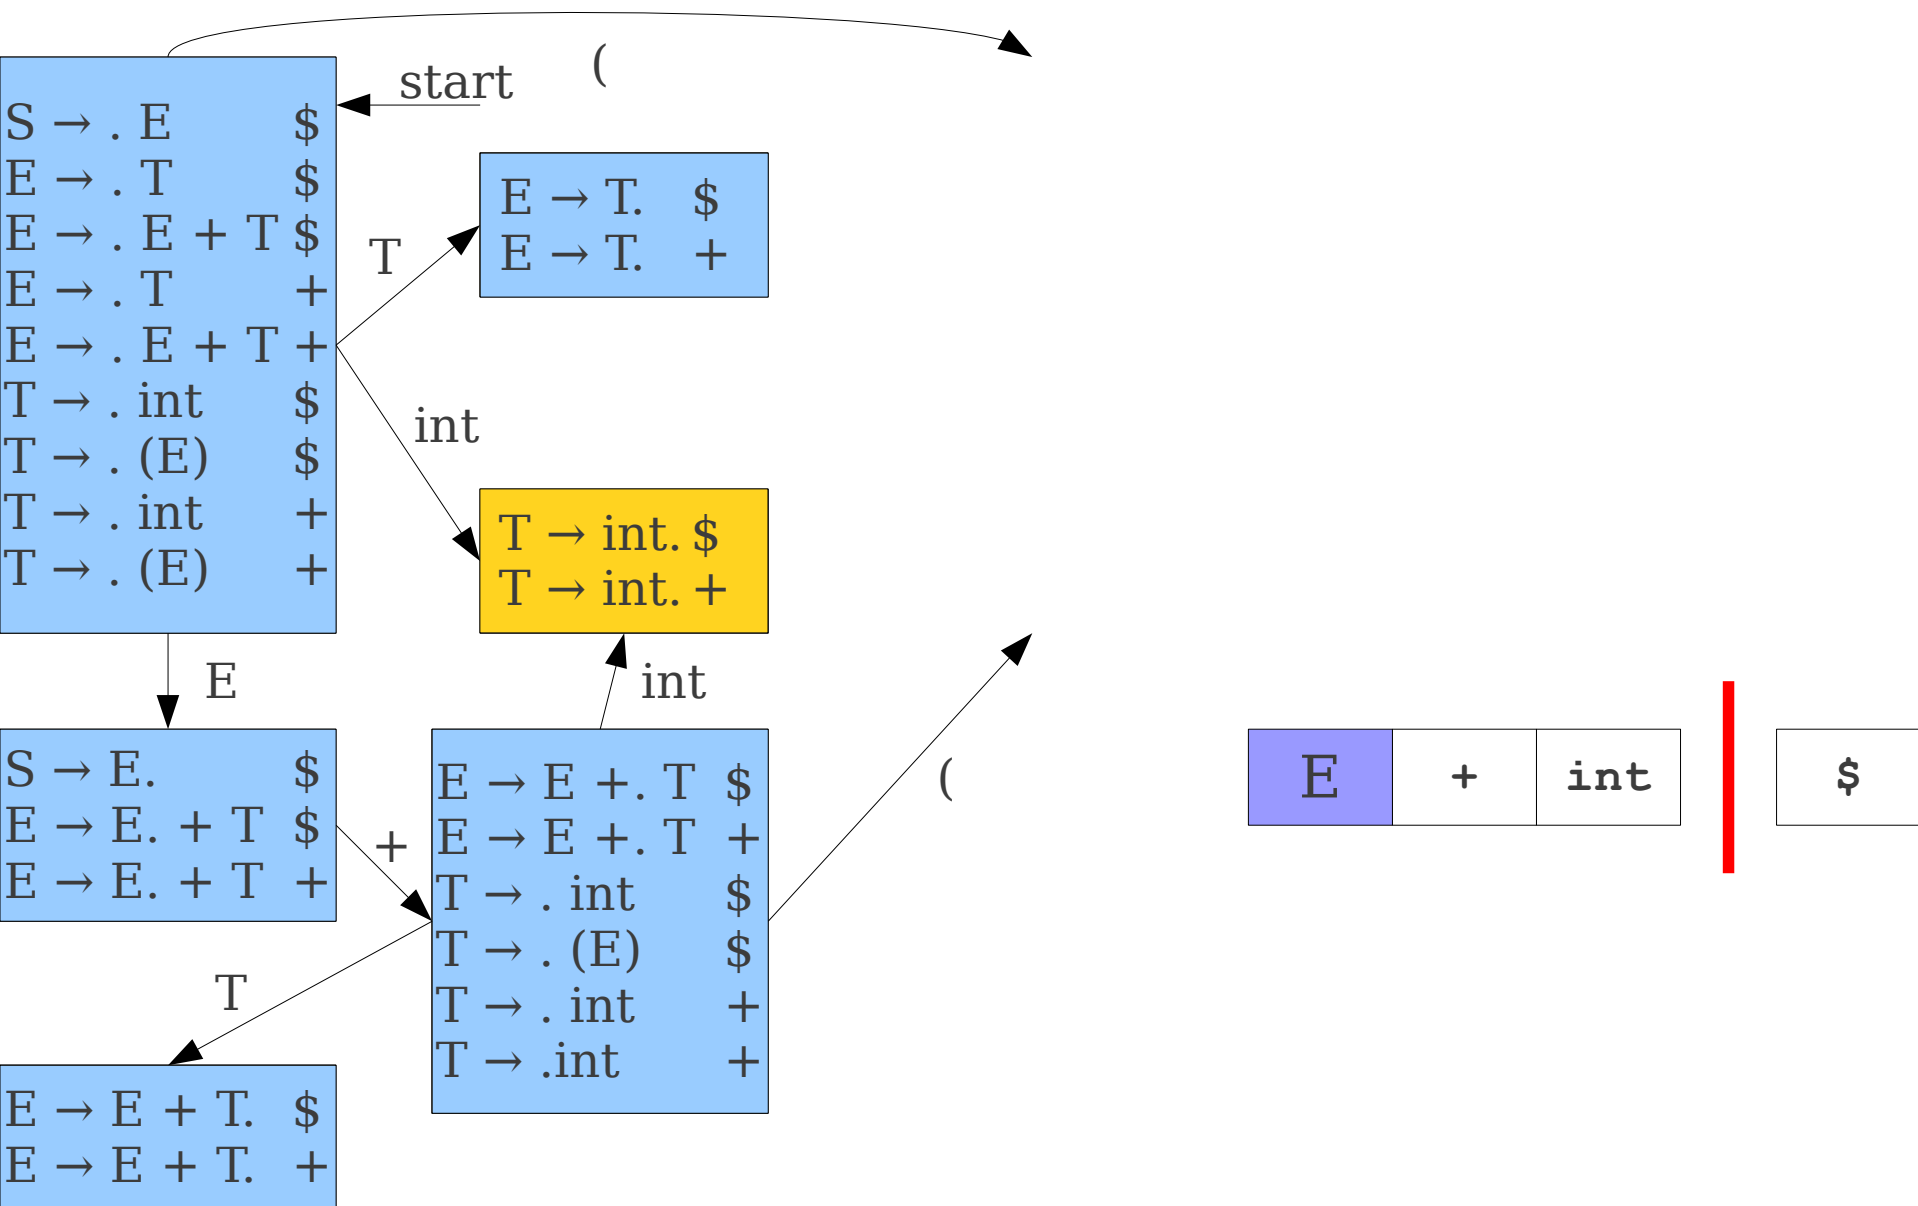 (
start
S → . E $
E → . T $
E → . E + T $
E → . T +
E → . E + T +
T → . int $
T → . (E) $
T → . int +
T → . (E) +
T
E → T. $
E → T. +
int
T → int. $
T → int. +
E
int
S → E. $
E → E. + T $
E → E. + T +
+
E → E +. T $
E → E +. T +
T → . int $
T → . (E) $
T → . int +
T → .int +
(
E + int $
T
E → E + T. $
E → E + T. +